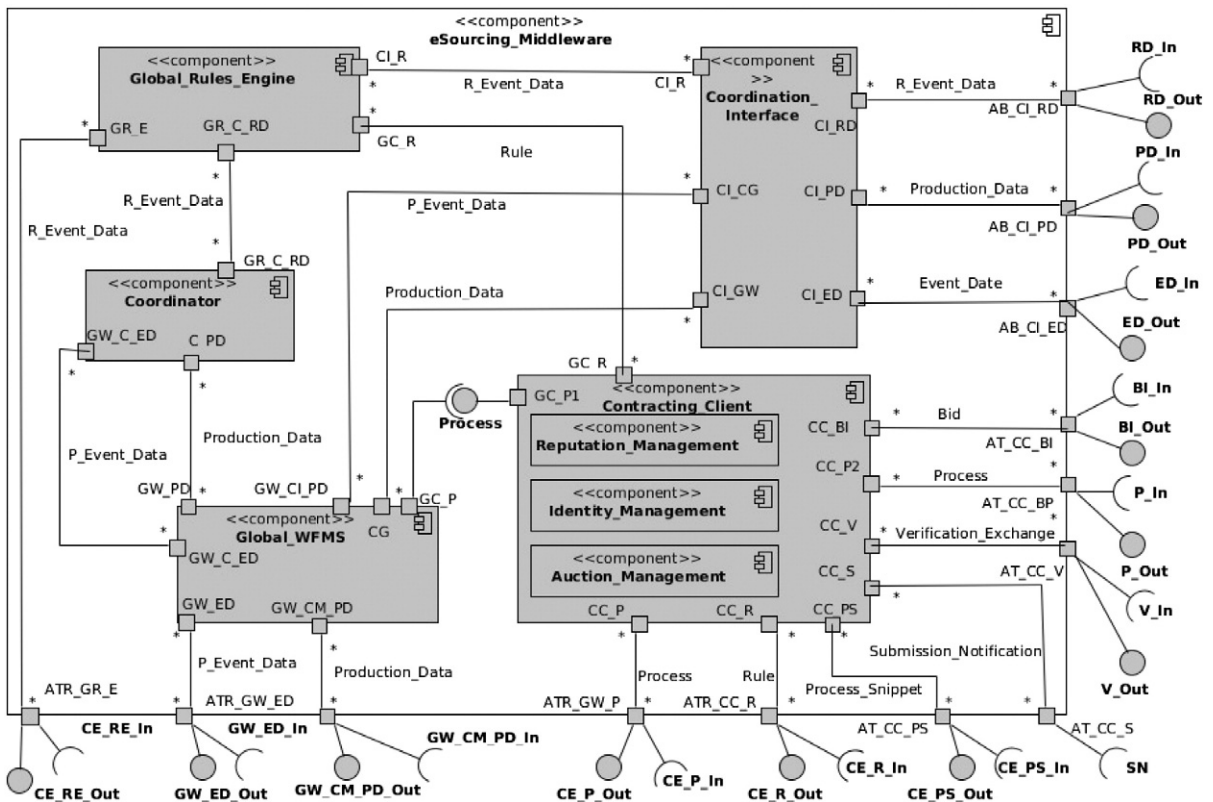 <<component>>
eSourcing_Middleware
<<component>>
Global_Rules_Engine
CI_R
R_Event_Data
CI_R
<<component
>>
Coordination_
Interface
R_Event_Data
RD_In
RD_Out
AB_CI_RD
CI_RD
GR_E
GR_C_RD
GC_R
Rule
PD_In
R_Event_Data
R_Event_Data
P_Event_Data
CI_CG
CI_PD
Production_Data
AB_CI_PD
PD_Out
GR_C_RD
<<component>>
Coordinator
GW_C_ED
C_PD
Production_Data
CI_GW
CI_ED
Event_Date
ED_In
AB_CI_ED
ED_Out
GC_R
GC_P1
Process
<<component>>
Contracting_Client
<<component>>
Reputation_Management
<<component>>
Identity_Management
<<component>>
Auction_Management
CC_BI
Bid
BI_In
BI_Out
AT_CC_BI
CC_P2
Process
P_In
AT_CC_BP
P_Out
CC_V
Verification_Exchange
CC_S
AT_CC_V
V_In
V_Out
Production_Data
P_Event_Data
GW_PD
GW_CI_PD
GC_P
<<component>>
Global_WFMS
CG
GW_C_ED
GW_ED
GW_CM_PD
CC_P
CC_R
CC_PS
P_Event_Data
Production_Data
Process
Rule
Submission_Notification
Process_Snippet
ATR_GR_E
ATR_GW_ED
ATR_GW_P
ATR_CC_R
AT_CC_PS
AT_CC_S
CE_RE_In
GW_ED_In
GW_CM_PD_In
CE_P_In
CE_R_In
CE_PS_In
SN
CE_RE_Out
GW_ED_Out
GW_CM_PD_Out
CE_P_Out
CE_R_Out
CE_PS_Out